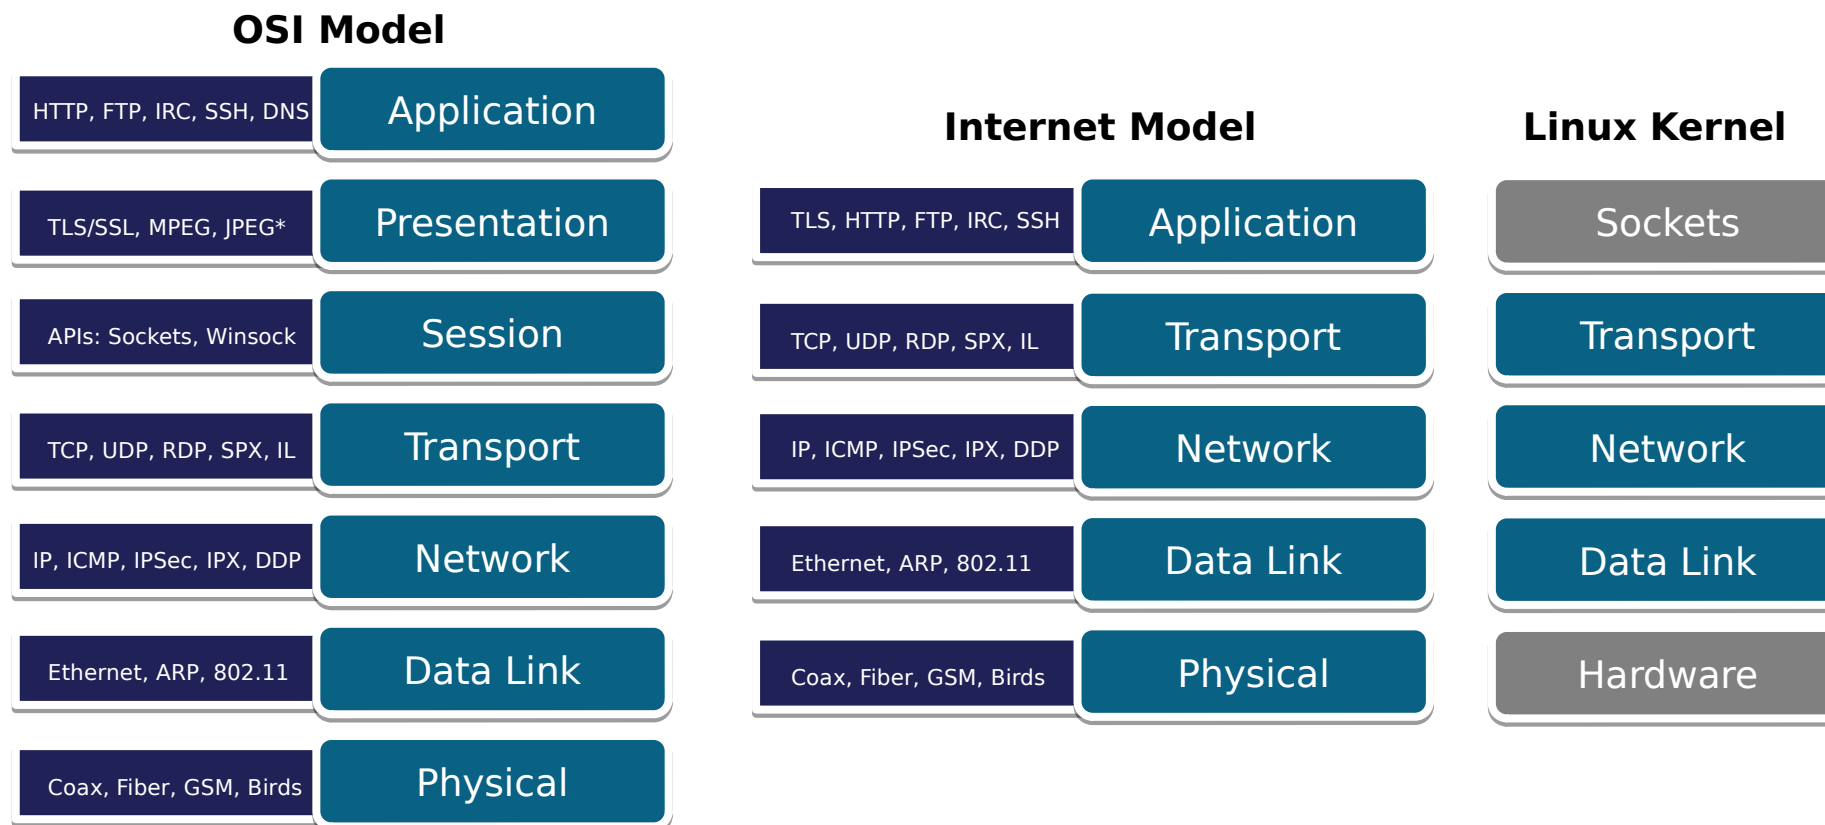 OSI Model
HTTP, FTP, IRC, SSH, DNS
Application
TLS/SSL, MPEG, JPEG*
Presentation
APIs: Sockets, Winsock
Session
TCP, UDP, RDP, SPX, IL
Transport
IP, ICMP, IPSec, IPX, DDP
Network
Ethernet, ARP, 802.11
Data Link
Coax, Fiber, GSM, Birds
Physical
Internet Model
TLS, HTTP, FTP, IRC, SSH
Application
TCP, UDP, RDP, SPX, IL
Transport
IP, ICMP, IPSec, IPX, DDP
Network
Ethernet, ARP, 802.11
Data Link
Coax, Fiber, GSM, Birds
Physical
Linux Kernel
Sockets
Transport
Network
Data Link
Hardware